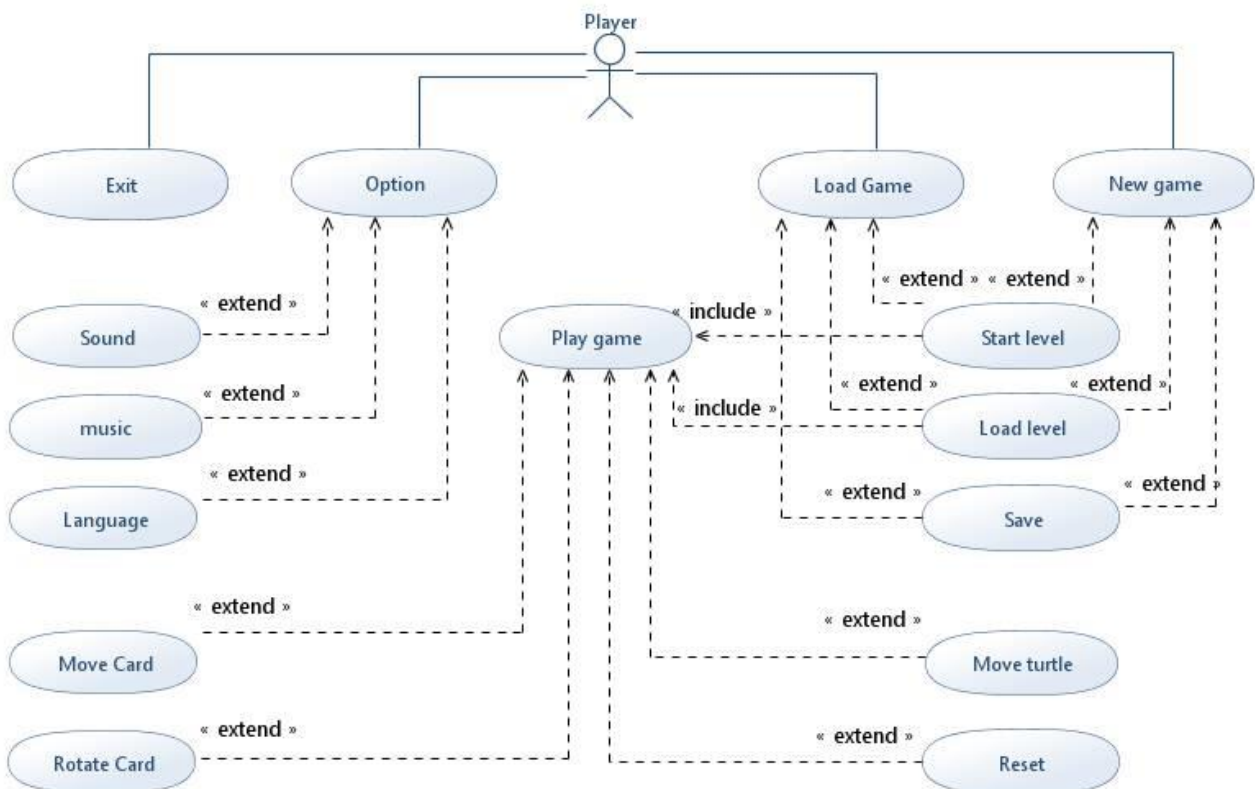 Player
Exit
Option
Load Game
New game
« extend »
« extend » « extend »
Sound
Play game
« include »
Start level
« extend »
« extend »
« extend »
music
« include »
Load level
« extend »
« extend »
« extend »
Language
Save
« extend »
« extend »
Move Card
Move turtle
« extend »
« extend »
Rotate Card
Reset